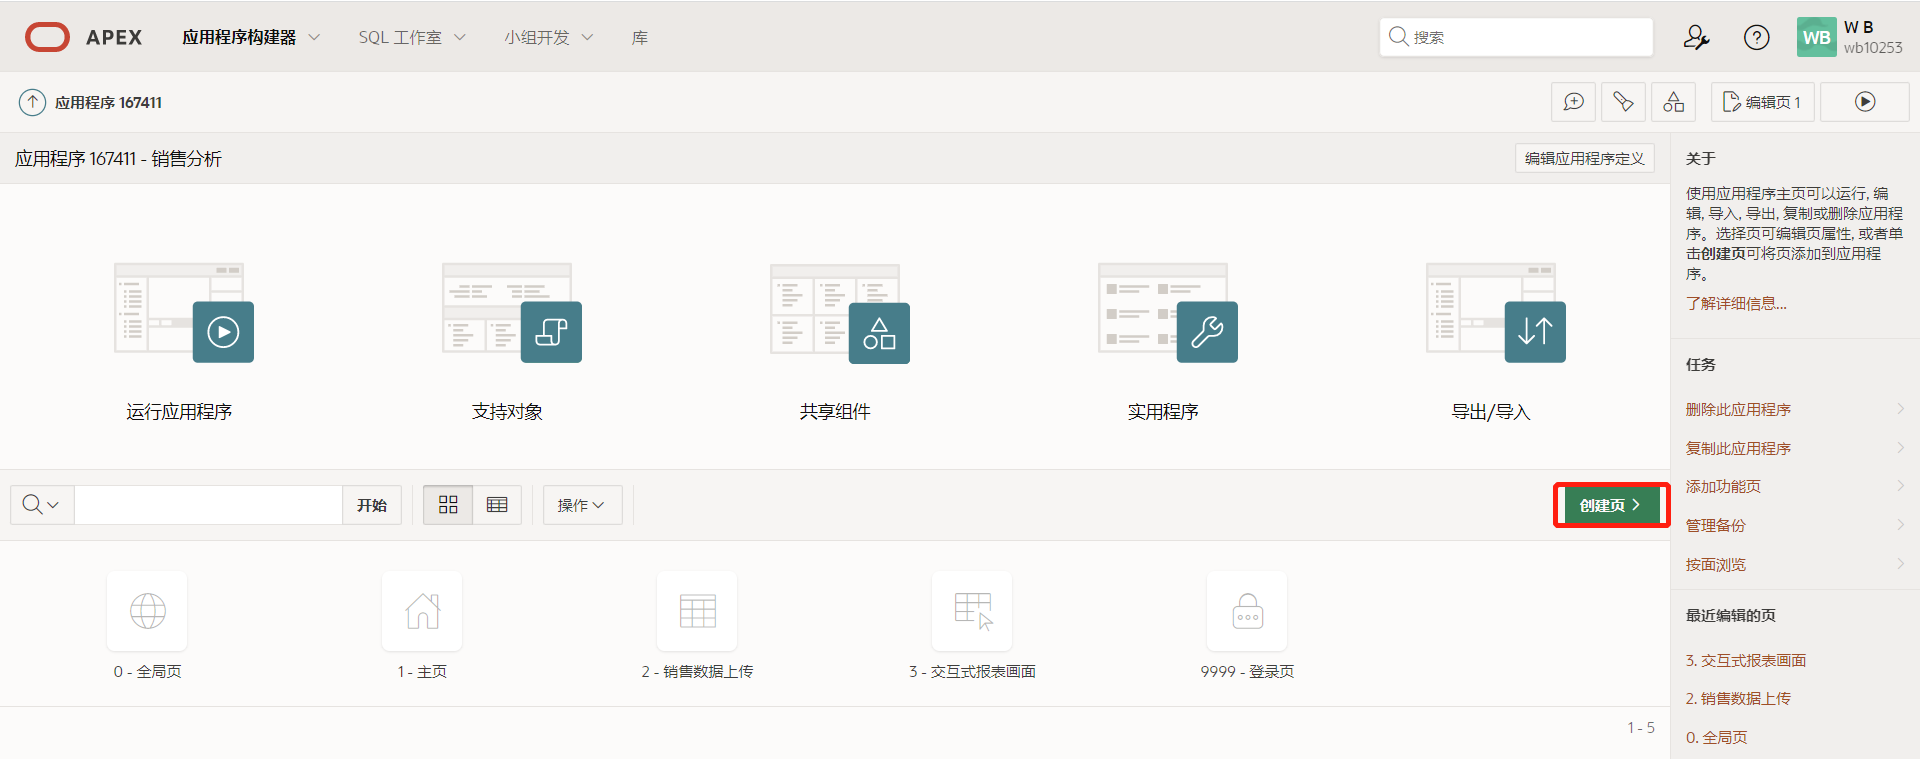 APEX 应用程序构建器 SQL 工作室 小组开发 库 搜索 W B
WB wb10253
应用程序 167411 编辑页 1
应用程序 167411 - 销售分析 编辑应用程序定义
运行应用程序 支持对象 共享组件 实用程序 导出/导入
开始 操作 创建页
0 - 全局页 1 - 主页 2 - 销售数据上传 3 - 交互式报表画面 9999 - 登录页
1 - 5
关于
使用应用程序主页可以运行, 编
辑, 导入, 导出, 复制或删除应用程
序。选择页可编辑页属性, 或者单
击创建页可将页添加到应用程
序。
了解详细信息...
任务
删除此应用程序
复制此应用程序
添加功能页
管理备份
按面浏览
最近编辑的页
3. 交互式报表画面
2. 销售数据上传
0. 全局页